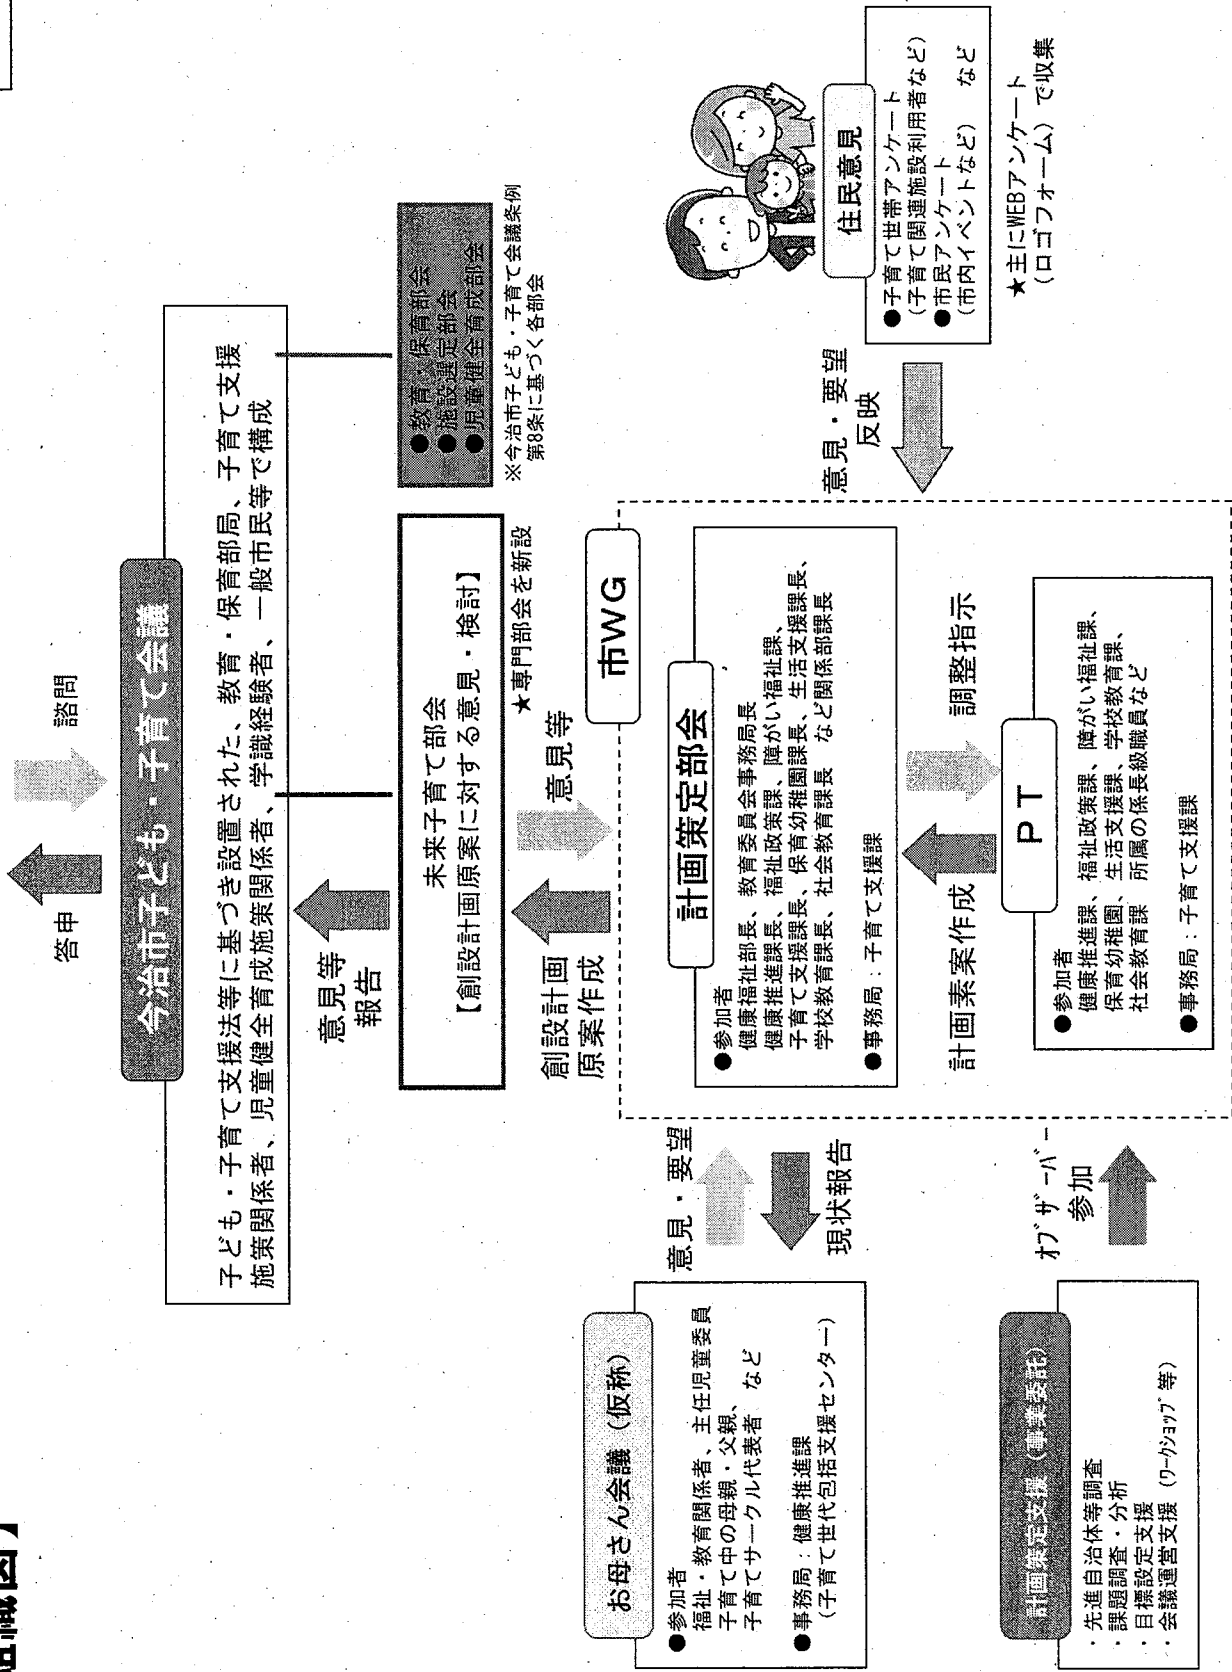 組織図】
答申
諮問
今治市子ども・子育て会議
子ども・子育て支援法等に基づき設置された、教育・保育部局、子育て支援
施策関係者、児童健全育成施策関係者、学識経験者、一般市民等で構成
意見等
報告
未来子育て部会
【創設計画原案に対する意見・検討】
★専門部会を新設
●教育・保育部会
●施設選定部会
●児童健全育成部会
※今治市子ども・子育て会議条例
第8条に基づく各部会
創設計画
原案作成
意見等
市WG
計画策定部会
●参加者
健康福祉部長、教育委員会事務局長
健康推進課長、福祉政策課、障がい福祉課、
子育て支援課長、保育幼稚園課長、生活支援課長、
学校教育課長、社会教育課長 など関係部課長
●事務局：子育て支援課
計画素案作成
調整指示
ＰＴ
●参加者
健康推進課、福祉政策課、障がい福祉課、
保育幼稚園、生活支援課、学校教育課、
社会教育課 所属の係長級職員など
●事務局：子育て支援課
お母さん会議（仮称）
●参加者
福祉・教育関係者、主任児童委員
子育て中の母親・父親、
子育てサークル代表者 など
●事務局：健康推進課
（子育て世代包括支援センター）
意見・要望
現状報告
計画策定支援（事業委託）
・先進自治体等調査
・課題調査・分析
・目標設定支援
・会議運営支援（ワークショップ等）
オブザーバー
参加
意見・要望
反映
住民意見
●子育て世帯アンケート
（子育て関連施設利用者など）
●市民アンケート
（市内イベントなど） など
★主にWEBアンケート
（ロゴフォーム）で収集